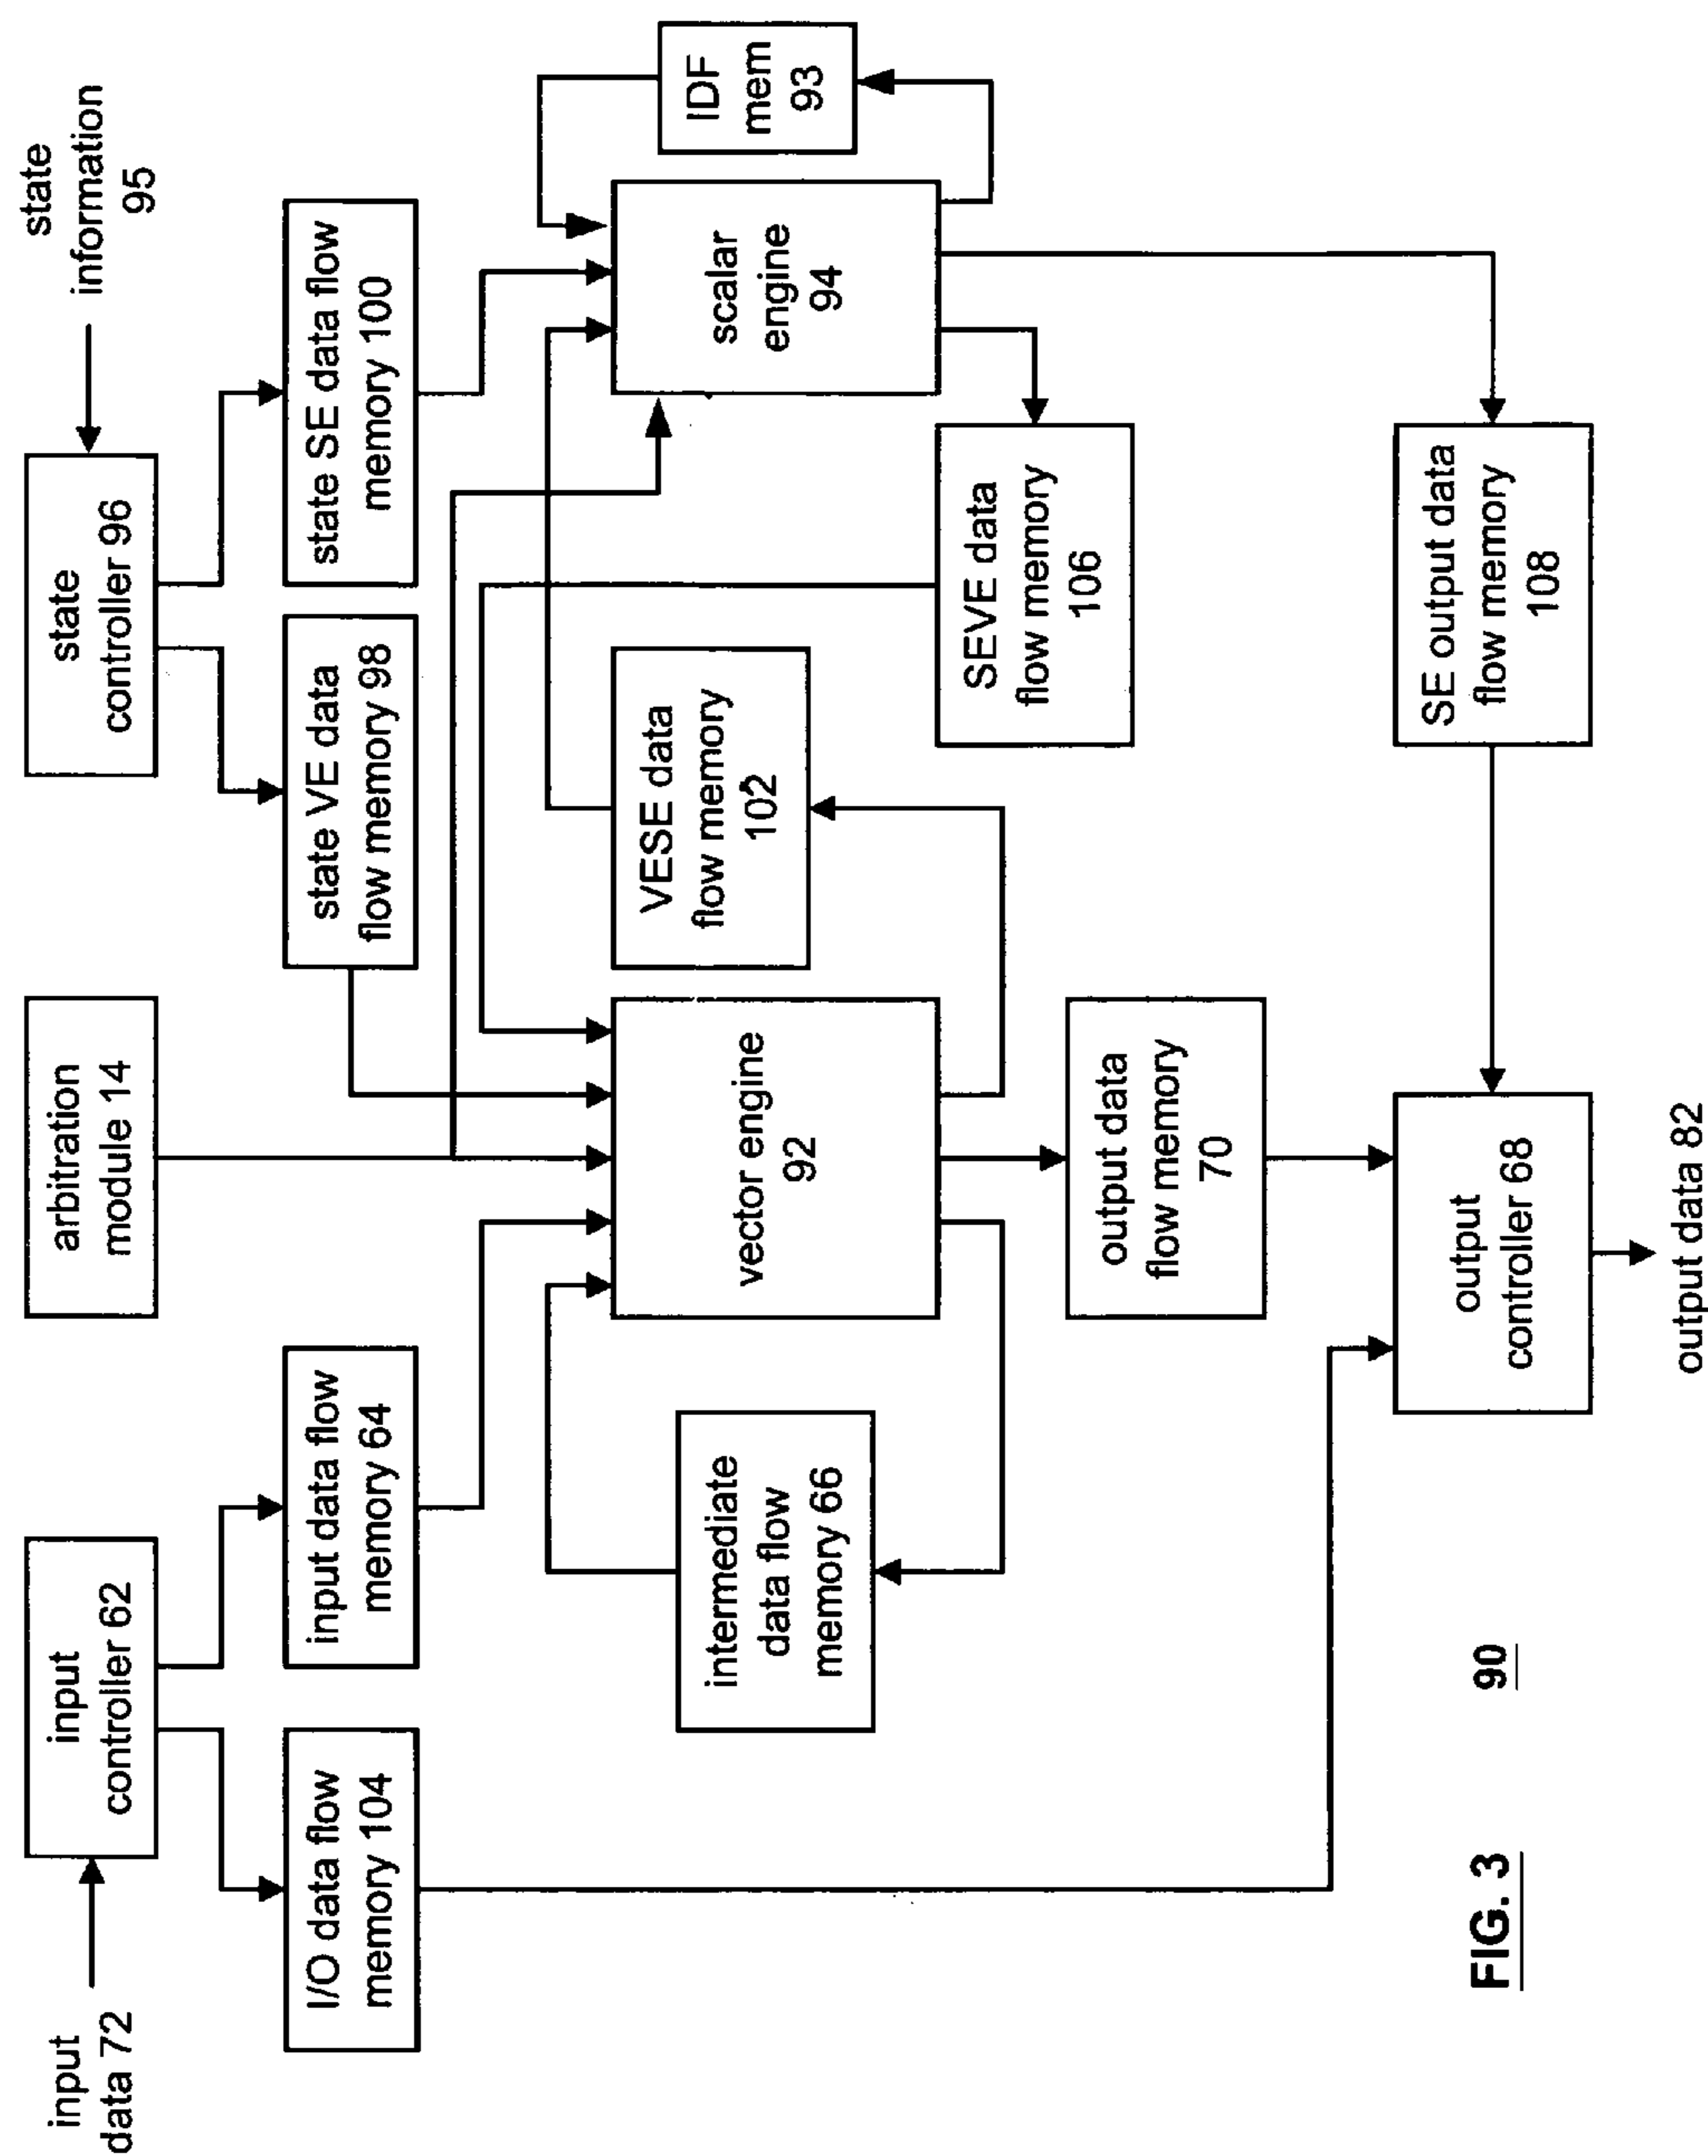 input
data 72
input
controller 62
arbitration
module 14
state
controller 96
state
information
95
I/O data flow
memory 104
input data flow
memory 64
state VE data
flow memory 98
state SE data flow
memory 100
intermediate
data flow
memory 66
vector engine
92
VESE data
flow memory
102
scalar
engine
94
IDF
mem
93
output data
flow memory
70
SEVE data
flow memory
106
output
controller 68
SE output data
flow memory
108
output data 82
FIG. 3
90